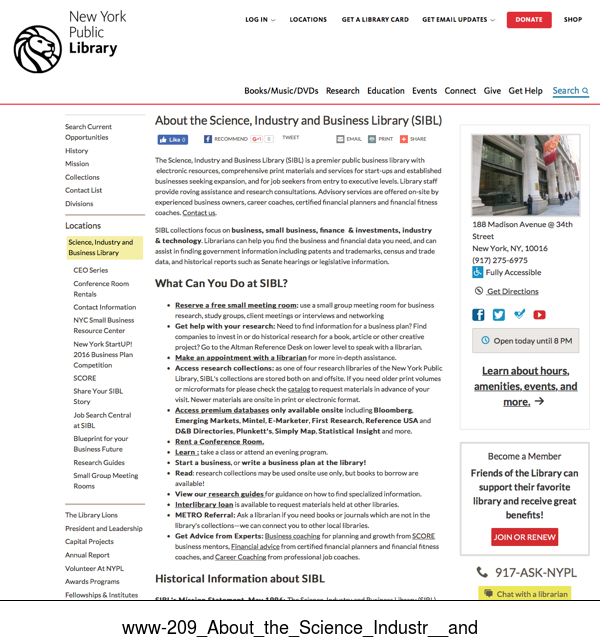 New York
Public
Library
LOG IN
LOCATIONS
GET A LIBRARY CARD
GET EMAIL UPDATES
DONATE
SHOP
Books/Music/DVDs Research Education Events Connect Give Get Help Search
Search Current
Opportunities
History
Mission
Collections
Contact List
Divisions
Locations
Science, Industry and
Business Library
CEO Series
Conference Room
Rentals
Contact Information
NYC Small Business
Resource Center
New York StartUP!
2016 Business Plan
Competition
SCORE
Share Your SIBL
Story
Job Search Central
at SIBL
Blueprint for your
Business Future
Research Guides
Small Group Meeting
Rooms
The Library Lions
President and Leadership
Capital Projects
Annual Report
Volunteer At NYPL
Awards Programs
Fellowships & Institutes
About the Science, Industry and Business Library (SIBL)
Like 0
RECOMMEND
G+1 0
TWEET
EMAIL
PRINT
SHARE
The Science, Industry and Business Library (SIBL) is a premier public business library with
electronic resources, comprehensive print materials and services for start-ups and established
businesses seeking expansion, and for job seekers from entry to executive levels. Library staff
provide roving assistance and research consultations. Advisory services are offered on-site by
experienced business owners, career coaches, certified financial planners and financial fitness
coaches. Contact us.
SIBL collections focus on business, small business, finance & investments, industry
& technology. Librarians can help you find the business and financial data you need, and can
assist in finding government information including patents and trademarks, census and trade
data, and historical reports such as Senate hearings or legislative information.
What Can You Do at SIBL?
• Reserve a free small meeting room: use a small group meeting room for business
research, study groups, client meetings or interviews and networking
• Get help with your research: Need to find information for a business plan? Find
companies to invest in or do historical research for a book, article or other creative
project? Go to the Altman Reference Desk on lower level to speak with a librarian.
• Make an appointment with a librarian for more in-depth assistance.
• Access research collections: as one of four research libraries of the New York Public
Library, SIBL's collections are stored both on and offsite. If you need older print volumes
or microformats for please check the catalog to request materials in advance of your
visit. Newer materials are onsite in print or electronic format.
• Access premium databases only available onsite including Bloomberg,
Emerging Markets, Mintel, E-Marketer, First Research, Reference USA and
D&B Directories, Plunkett's, Simply Map, Statistical Insight and more.
• Rent a Conference Room.
• Learn : take a class or attend an evening program.
• Start a business, or write a business plan at the library!
• Read: research collections may be used onsite use only, but books to borrow are
available!
• View our research guides for guidance on how to find specialized information.
• Interlibrary loan is available to request materials held at other libraries.
• METRO Referral: Ask a librarian if you need books or journals which are not in the
library's collections—we can connect you to other local libraries.
• Get Advice from Experts: Business coaching for planning and growth from SCORE
business mentors, Financial advice from certified financial planners and financial fitness
coaches, and Career Coaching from professional job coaches.
Historical Information about SIBL
SIBL's Mission Statement, May 1996: The Science, Industry and Business Library (SIBL)
188 Madison Avenue @ 34th
Street
New York, NY, 10016
(917) 275-6975
Fully Accessible
Get Directions
Open today until 8 PM
Learn about hours,
amenities, events, and
more. →
Become a Member
Friends of the Library can
support their favorite
library and receive great
benefits!
JOIN OR RENEW
917-ASK-NYPL
Chat with a librarian
www-209_About_the_Science_Industr__and